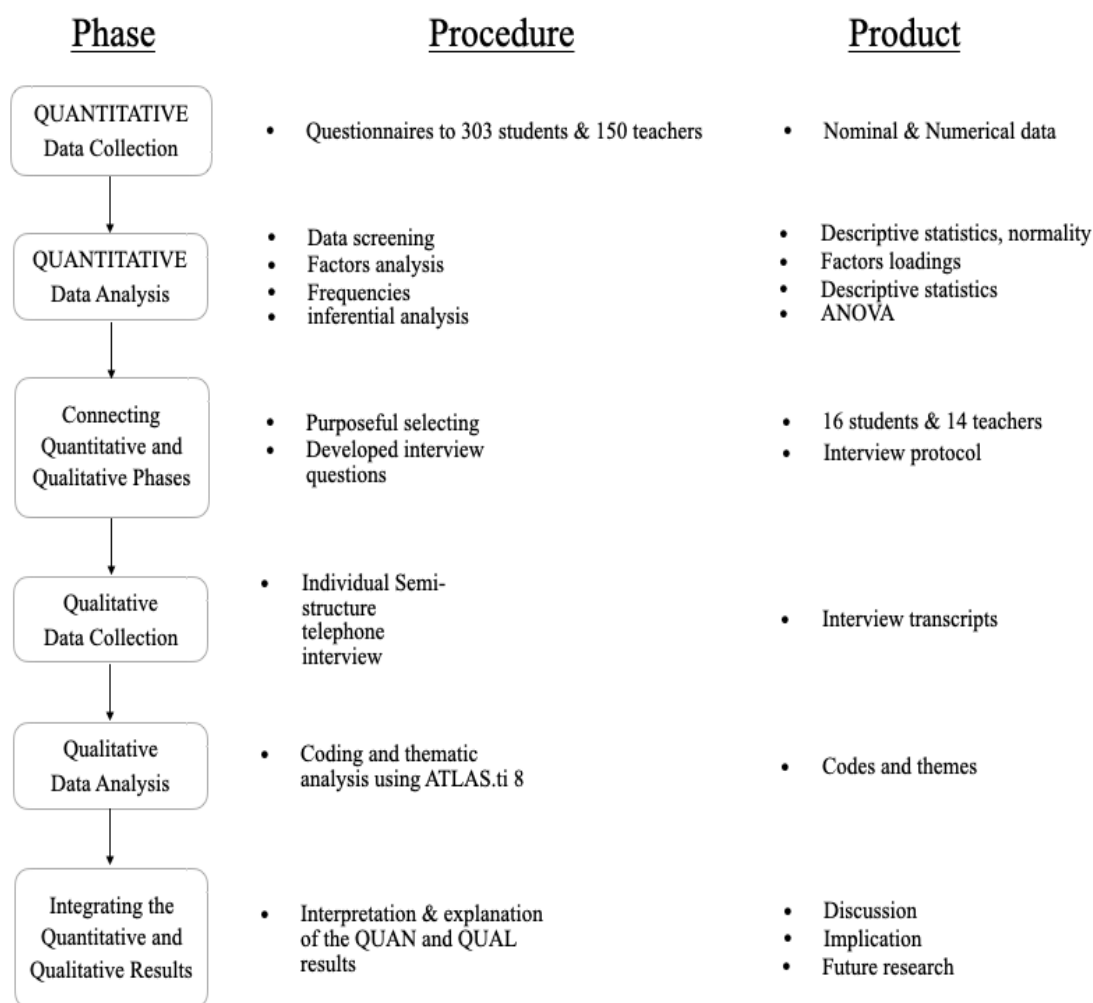 Phase Procedure Product
QUANTITATIVE
Data Collection
• Questionnaires to 303 students & 150 teachers
• Nominal & Numerical data
QUANTITATIVE
Data Analysis
• Data screening
• Factors analysis
• Frequencies
• inferential analysis
• Descriptive statistics, normality
• Factors loadings
• Descriptive statistics
• ANOVA
Connecting
Quantitative and
Qualitative Phases
• Purposeful selecting
• Developed interview
questions
• 16 students & 14 teachers
• Interview protocol
Qualitative
Data Collection
• Individual Semi-
structure
telephone
interview
• Interview transcripts
Qualitative
Data Analysis
• Coding and thematic
analysis using ATLAS.ti 8
• Codes and themes
Integrating the
Quantitative and
Qualitative Results
• Interpretation & explanation
of the QUAN and QUAL
results
• Discussion
• Implication
• Future research